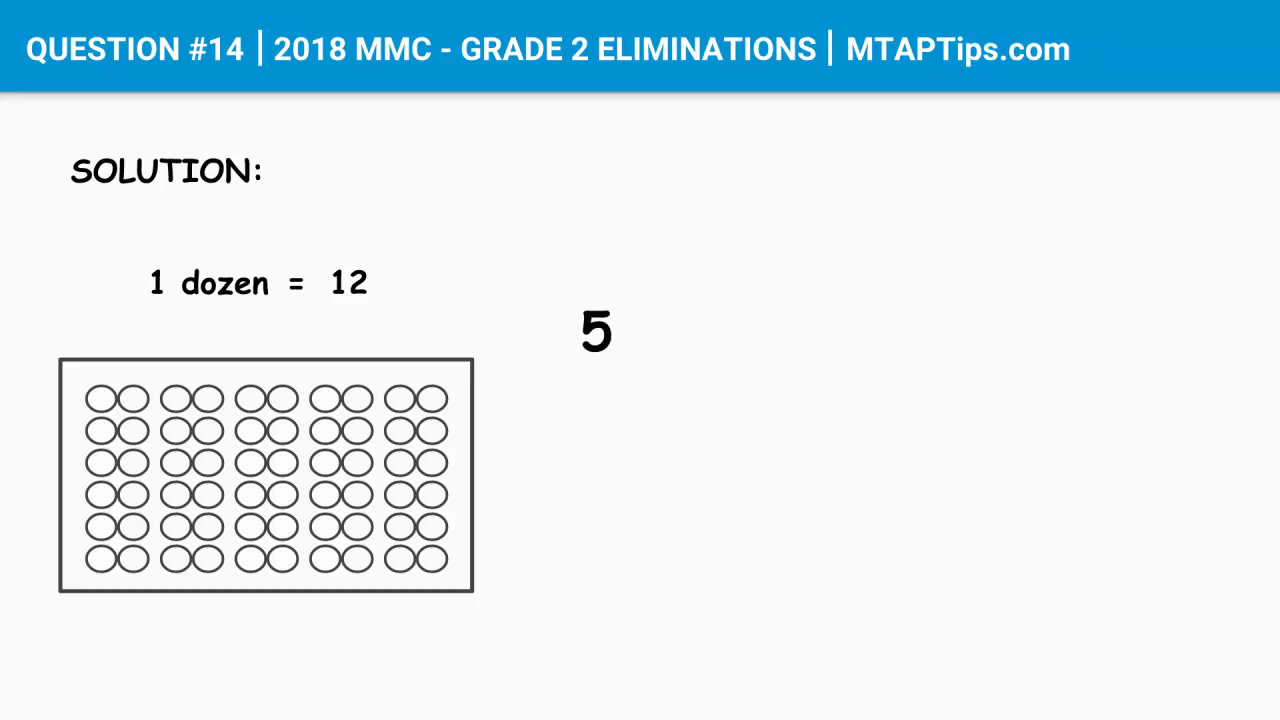 QUESTION #14 | 2018 MMC - GRADE 2 ELIMINATIONS | MTAPTips.com
SOLUTION:
1 dozen = 12
5